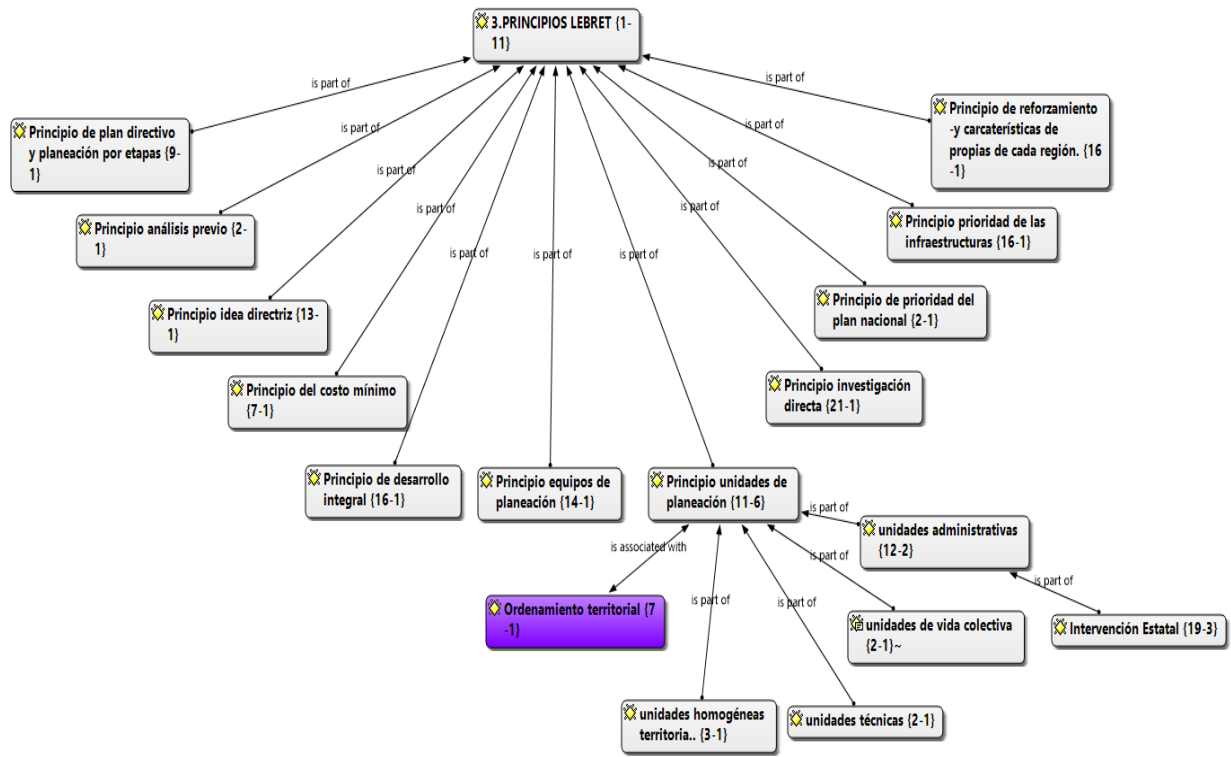 3.PRINCIPIOS LEBRET {1-
11}
is part of
is part of
Principio de reforzamiento
-y carcaterísticas de
propias de cada región. {16
-1}
Principio de plan directivo
y planeación por etapas {9-
1}
is part of
is part of
is part of
is part of
is part of
is part of
Principio análisis previo {2-
1}
Principio prioridad de las
infraestructuras {16-1}
is part of
is part of
is part of
Principio idea directriz {13-
1}
Principio de prioridad del
plan nacional {2-1}
Principio del costo mínimo
{7-1}
Principio investigación
directa {21-1}
Principio de desarrollo
integral {16-1}
Principio equipos de
planeación {14-1}
Principio unidades de
planeación {11-6}
is part of
unidades administrativas
{12-2}
is associated with
is part of
is part of
is part of
is part of
Ordenamiento territorial {7
-1}
unidades de vida colectiva
{2-1}~
Intervención Estatal {19-3}
unidades homogéneas
territoria.. {3-1}
unidades técnicas {2-1}